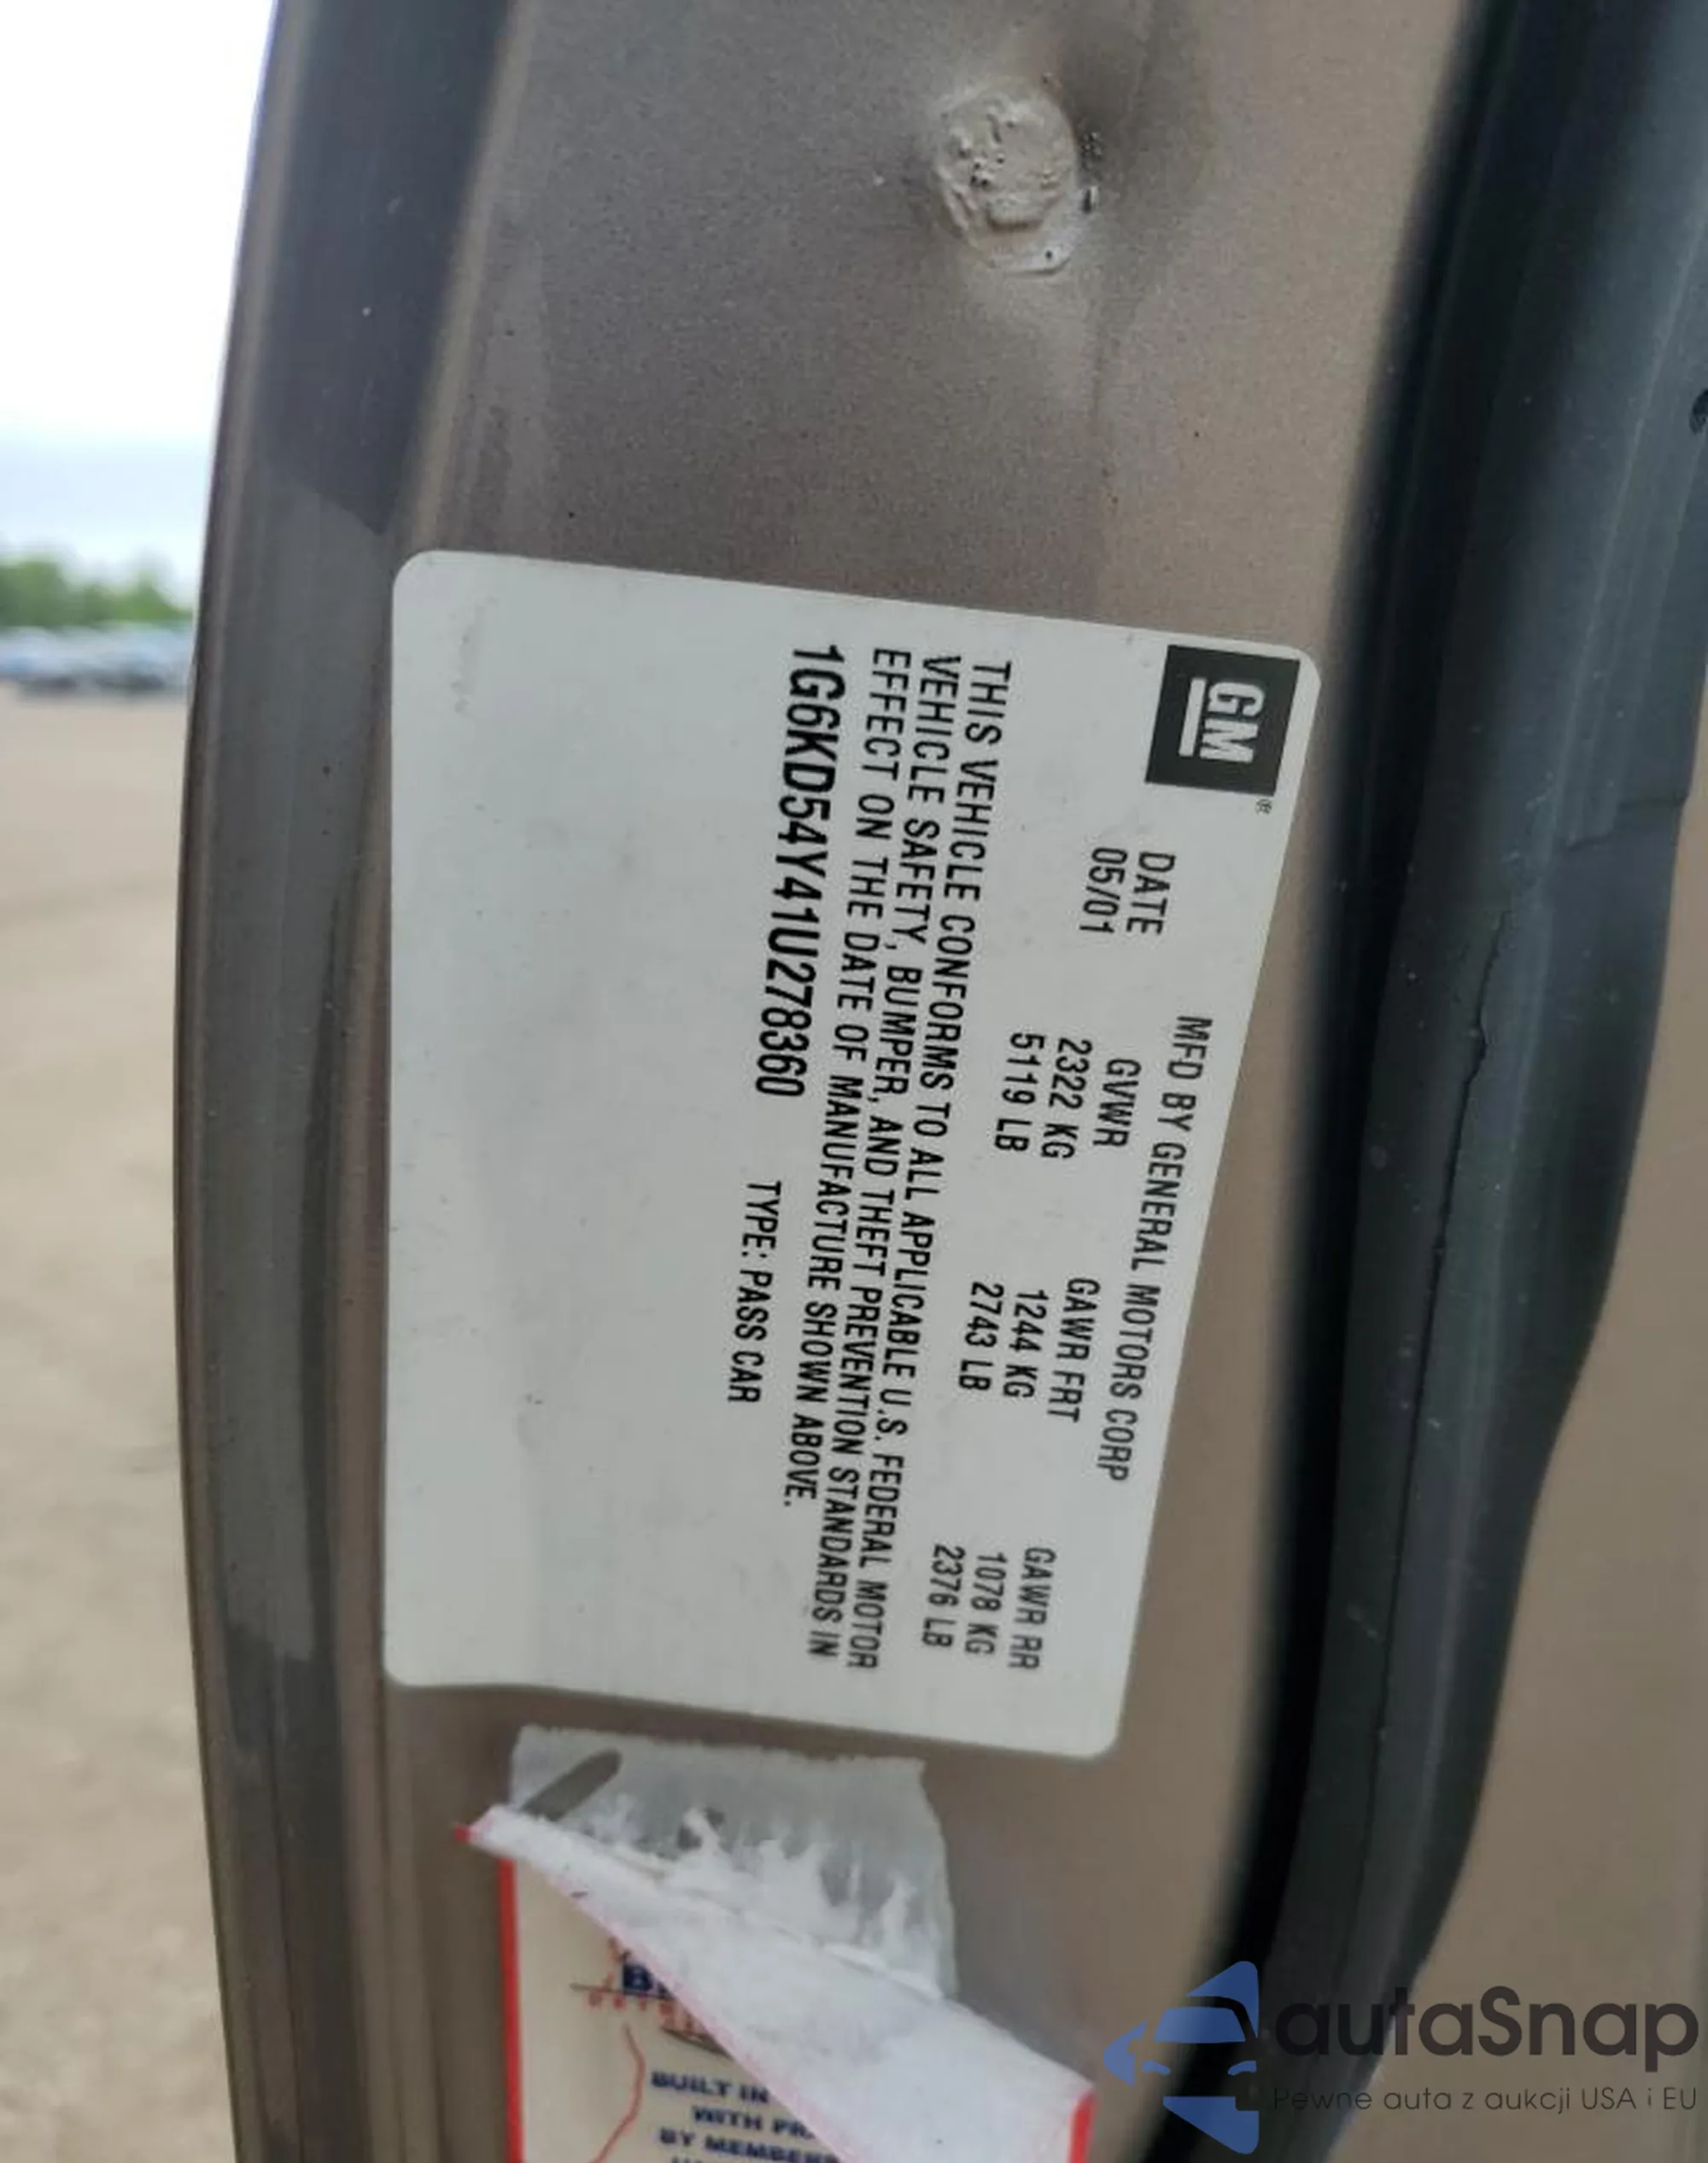 GM®
MFD BY GENERAL MOTORS CORP
DATE GVWR GAWR FRT GAWR RR
05/01 2322 KG 1244 KG 1078 KG
5119 LB 2743 LB 2376 LB
THIS VEHICLE CONFORMS TO ALL APPLICABLE U.S. FEDERAL MOTOR
VEHICLE SAFETY, BUMPER, AND THEFT PREVENTION STANDARDS IN
EFFECT ON THE DATE OF MANUFACTURE SHOWN ABOVE.
1G6KD54Y41U278360 TYPE: PASS CAR
BUILT IN
WITH
BY
autaSnap
Pewne auta z aukcji USA i EU